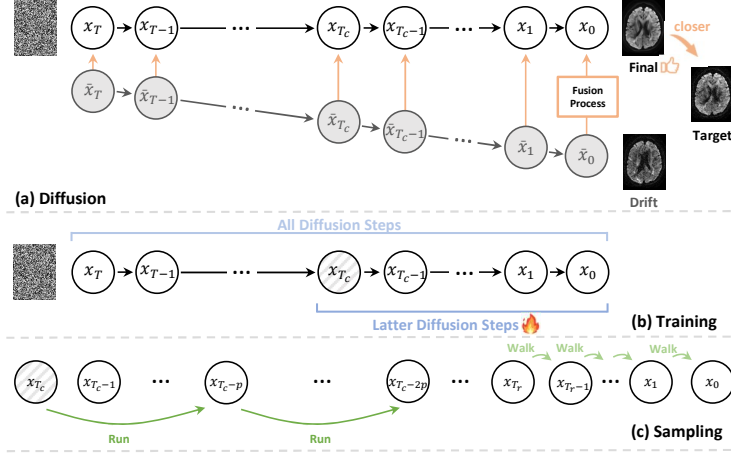 x_T x_{T−1} ... x_{T_c} x_{T_c−1} ... x_1 x_0
closer
Final
x̄_T x̄_{T−1} ... x̄_{T_c} x̄_{T_c−1} ... x̄_1 x̄_0
Fusion
Process
Target
Drift
(a) Diffusion
All Diffusion Steps
x_T x_{T−1} ... x_{T_c} x_{T_c−1} ... x_1 x_0
Latter Diffusion Steps
(b) Training
Walk Walk Walk
x_{T_c} x_{T_c−1} ... x_{T_c−p} ... x_{T_c−2p} ... x_{T_r} x_{T_r−1} ... x_1 x_0
Run Run
(c) Sampling